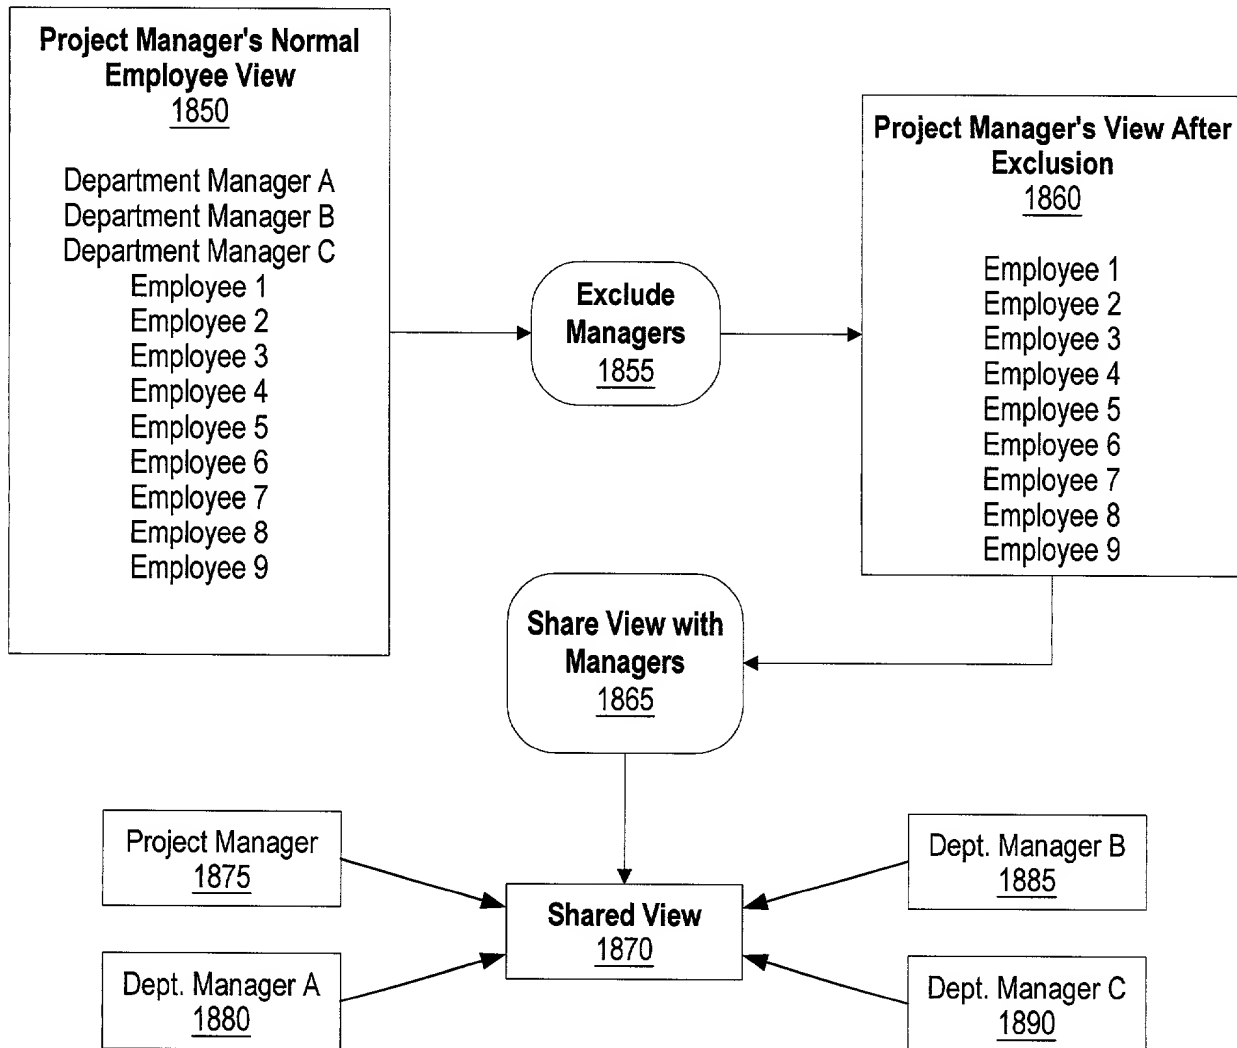 Project Manager's Normal
Employee View
1850
Department Manager A
Department Manager B
Department Manager C
Employee 1
Employee 2
Employee 3
Employee 4
Employee 5
Employee 6
Employee 7
Employee 8
Employee 9
Exclude
Managers
1855
Project Manager's View After
Exclusion
1860
Employee 1
Employee 2
Employee 3
Employee 4
Employee 5
Employee 6
Employee 7
Employee 8
Employee 9
Share View with
Managers
1865
Project Manager
1875
Dept. Manager A
1880
Shared View
1870
Dept. Manager B
1885
Dept. Manager C
1890